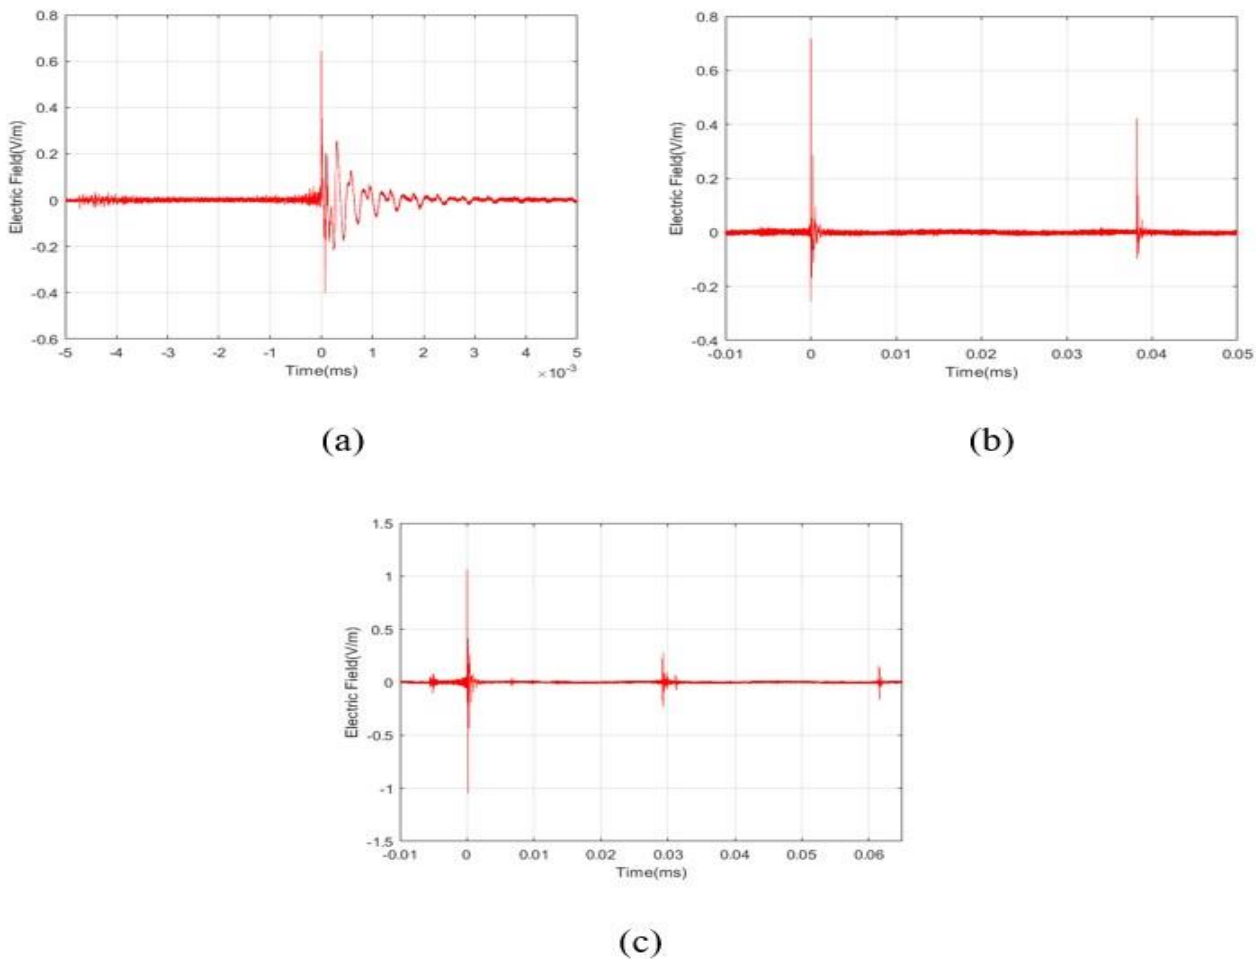 0.8
0.6
0.4
0.2
0
-0.2
-0.4
-0.6
Electric Field(V/m)
-5 -4 -3 -2 -1 0 1 2 3 4 5
Time(ms)
×10-3
(a)
0.8
0.6
0.4
0.2
0
-0.2
-0.4
Electric Field(V/m)
-0.01 0 0.01 0.02 0.03 0.04 0.05
Time(ms)
(b)
1.5
1
0.5
0
-0.5
-1
-1.5
Electric Field(V/m)
-0.01 0 0.01 0.02 0.03 0.04 0.05 0.06
Time(ms)
(c)